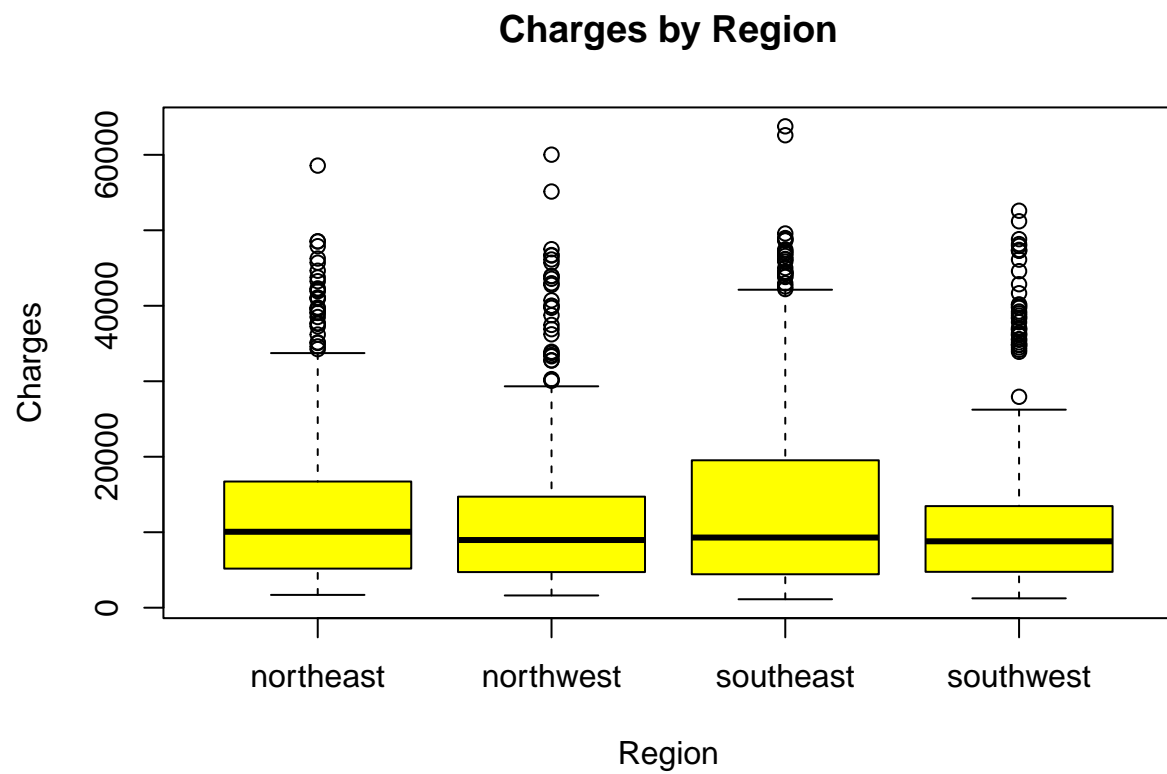 Charges by Region
Charges
60000
40000
20000
0
northeast northwest southeast southwest
Region